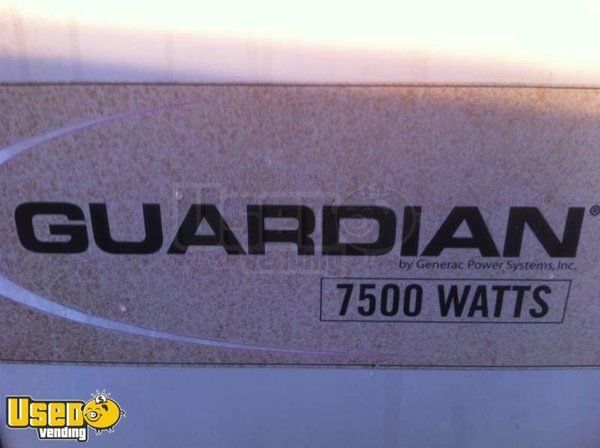 GUARDIAN®
by Generac Power Systems, Inc.
7500 WATTS
Used
vending